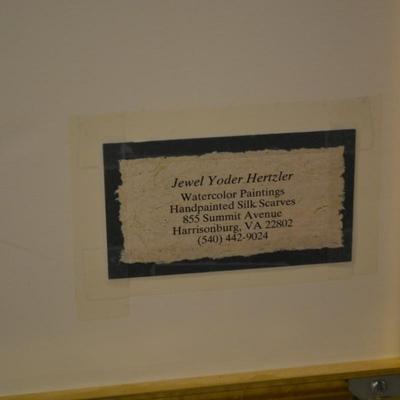 Jewel Yoder Hertzler
Watercolor Paintings
Handpainted Silk Scarves
855 Summit Avenue
Harrisonburg, VA 22802
(540) 442-9024